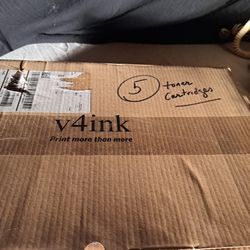 5 toner
Cartridges
v4ink
Print more than more